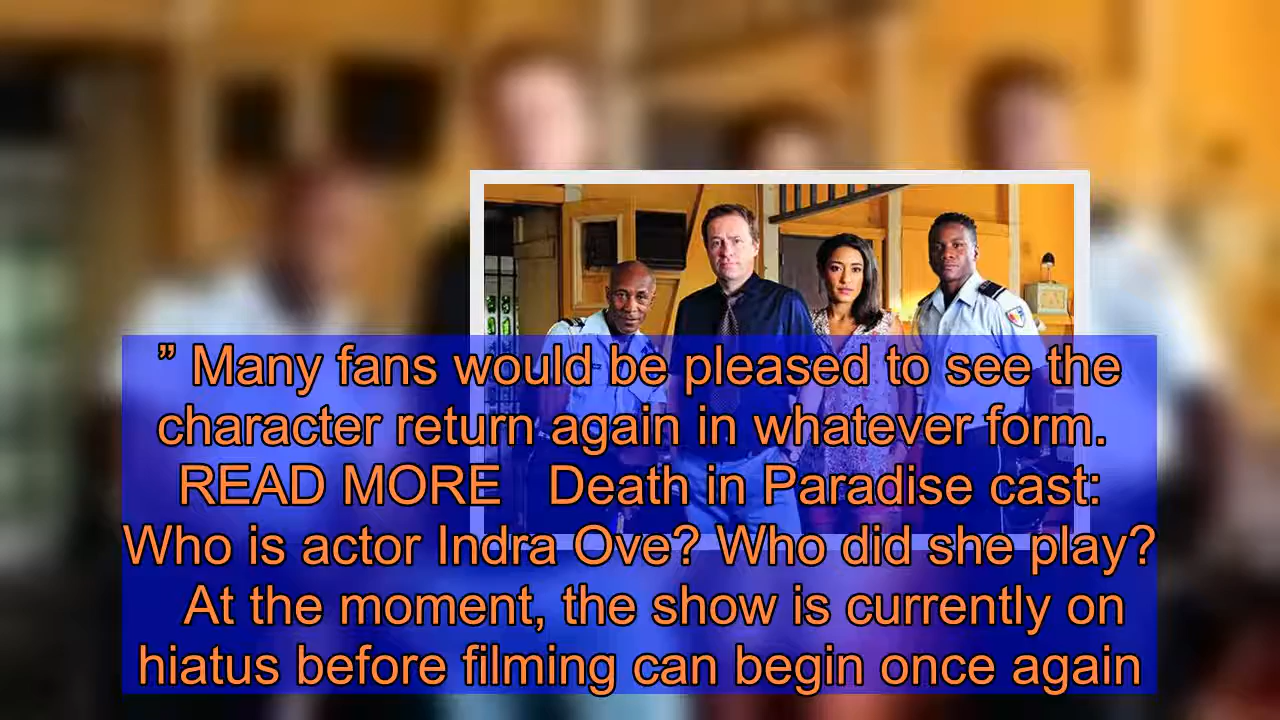 ” Many fans would be pleased to see the
character return again in whatever form.
READ MORE Death in Paradise cast:
Who is actor Indra Ove? Who did she play?
At the moment, the show is currently on
hiatus before filming can begin once again